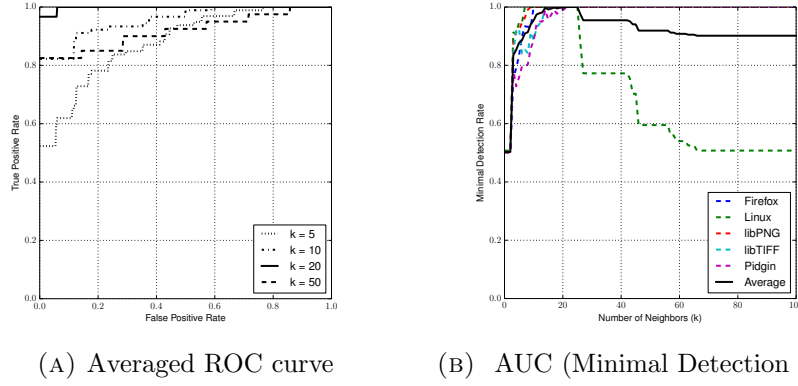 1.0
0.8
0.6
0.4
0.2
0.0
True Positive Rate
0.0 0.2 0.4 0.6 0.8 1.0
False Positive Rate
k = 5
k = 10
k = 20
k = 50
(A) Averaged ROC curve
1.0
0.8
0.6
0.4
0.2
0.0
Minimal Detection Rate
0 20 40 60 80 100
Number of Neighbors (k)
Firefox
Linux
libPNG
libTIFF
Pidgin
Average
(B) AUC (Minimal Detection